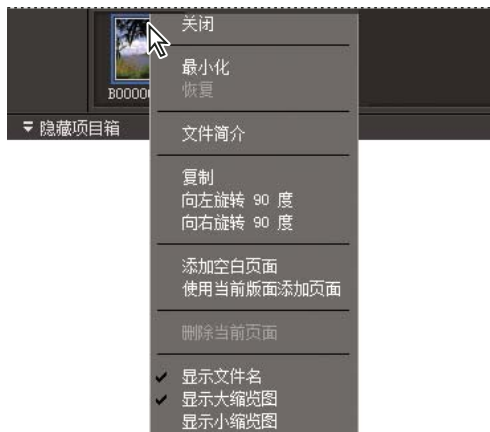 关闭
最小化
恢复
B00000
隐藏项目箱
文件简介
复制
向左旋转 90 度
向右旋转 90 度
添加空白页面
使用当前版面添加页面
删除当前页面
显示文件名
显示大缩览图
显示小缩览图